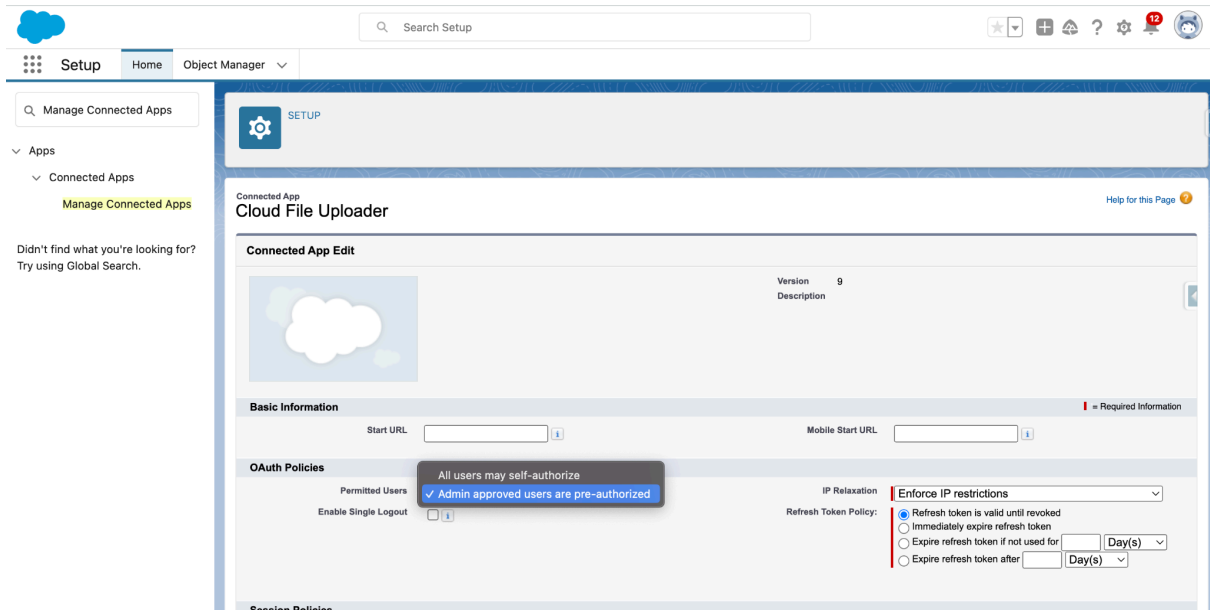 Search Setup
12
Setup
Home
Object Manager
Manage Connected Apps
Apps
Connected Apps
Manage Connected Apps
Didn't find what you're looking for?
Try using Global Search.
SETUP
Connected App
Cloud File Uploader
Help for this Page
Connected App Edit
Version 9
Description
Basic Information
= Required Information
Start URL
Mobile Start URL
OAuth Policies
Permitted Users
All users may self-authorize
✓ Admin approved users are pre-authorized
IP Relaxation
Enforce IP restrictions
Enable Single Logout
Refresh Token Policy:
Refresh token is valid until revoked
Immediately expire refresh token
Expire refresh token if not used for Day(s)
Expire refresh token after Day(s)
Session Policies